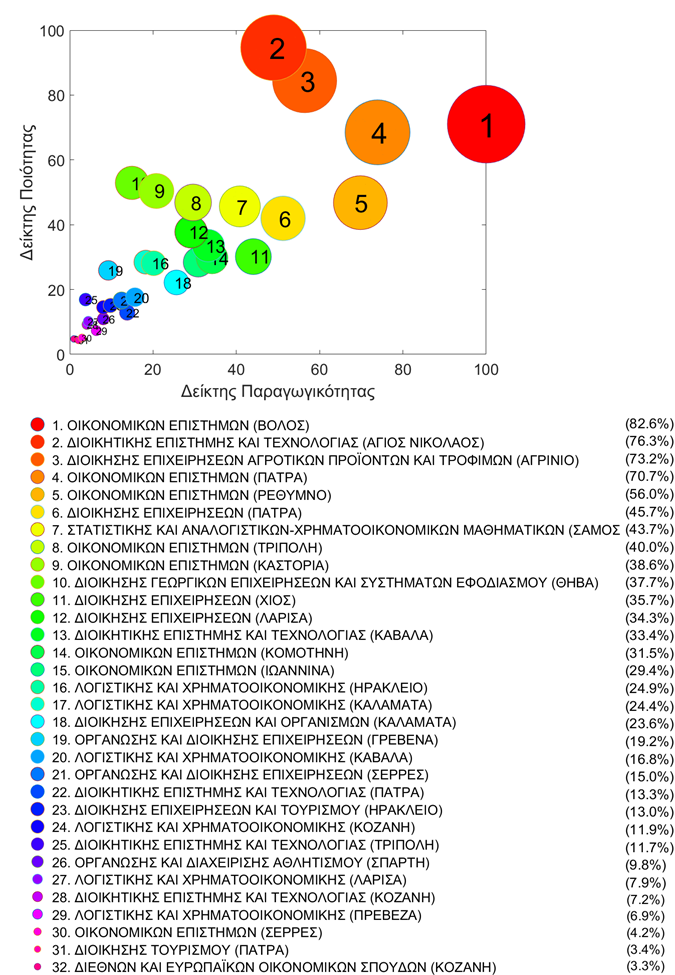 100
80
60
40
20
0
0 20 40 60 80 100
Δείκτης Ποιότητας
Δείκτης Παραγωγικότητας
2
3
1
4
9
8
7
6
5
12
13
11
19
16
18
20
22
1. ΟΙΚΟΝΟΜΙΚΩΝ ΕΠΙΣΤΗΜΩΝ (ΒΟΛΟΣ) (82.6%)
2. ΔΙΟΙΚΗΤΙΚΗΣ ΕΠΙΣΤΗΜΗΣ ΚΑΙ ΤΕΧΝΟΛΟΓΙΑΣ (ΑΓΙΟΣ ΝΙΚΟΛΑΟΣ) (76.3%)
3. ΔΙΟΙΚΗΣΗΣ ΕΠΙΧΕΙΡΗΣΕΩΝ ΑΓΡΟΤΙΚΩΝ ΠΡΟΪΟΝΤΩΝ ΚΑΙ ΤΡΟΦΙΜΩΝ (ΑΓΡΙΝΙΟ) (73.2%)
4. ΟΙΚΟΝΟΜΙΚΩΝ ΕΠΙΣΤΗΜΩΝ (ΠΑΤΡΑ) (70.7%)
5. ΟΙΚΟΝΟΜΙΚΩΝ ΕΠΙΣΤΗΜΩΝ (ΡΕΘΥΜΝΟ) (56.0%)
6. ΔΙΟΙΚΗΣΗΣ ΕΠΙΧΕΙΡΗΣΕΩΝ (ΠΑΤΡΑ) (45.7%)
7. ΣΤΑΤΙΣΤΙΚΗΣ ΚΑΙ ΑΝΑΛΟΓΙΣΤΙΚΩΝ-ΧΡΗΜΑΤΟΟΙΚΟΝΟΜΙΚΩΝ ΜΑΘΗΜΑΤΙΚΩΝ (ΣΑΜΟΣ (43.7%)
8. ΟΙΚΟΝΟΜΙΚΩΝ ΕΠΙΣΤΗΜΩΝ (ΤΡΙΠΟΛΗ) (40.0%)
9. ΟΙΚΟΝΟΜΙΚΩΝ ΕΠΙΣΤΗΜΩΝ (ΚΑΣΤΟΡΙΑ) (38.6%)
10. ΔΙΟΙΚΗΣΗΣ ΓΕΩΡΓΙΚΩΝ ΕΠΙΧΕΙΡΗΣΕΩΝ ΚΑΙ ΣΥΣΤΗΜΑΤΩΝ ΕΦΟΔΙΑΣΜΟΥ (ΘΗΒΑ) (37.7%)
11. ΔΙΟΙΚΗΣΗΣ ΕΠΙΧΕΙΡΗΣΕΩΝ (ΧΙΟΣ) (35.7%)
12. ΔΙΟΙΚΗΣΗΣ ΕΠΙΧΕΙΡΗΣΕΩΝ (ΛΑΡΙΣΑ) (34.3%)
13. ΔΙΟΙΚΗΤΙΚΗΣ ΕΠΙΣΤΗΜΗΣ ΚΑΙ ΤΕΧΝΟΛΟΓΙΑΣ (ΚΑΒΑΛΑ) (33.4%)
14. ΟΙΚΟΝΟΜΙΚΩΝ ΕΠΙΣΤΗΜΩΝ (ΚΟΜΟΤΗΝΗ) (31.5%)
15. ΟΙΚΟΝΟΜΙΚΩΝ ΕΠΙΣΤΗΜΩΝ (ΙΩΑΝΝΙΝΑ) (29.4%)
16. ΛΟΓΙΣΤΙΚΗΣ ΚΑΙ ΧΡΗΜΑΤΟΟΙΚΟΝΟΜΙΚΗΣ (ΗΡΑΚΛΕΙΟ) (24.9%)
17. ΛΟΓΙΣΤΙΚΗΣ ΚΑΙ ΧΡΗΜΑΤΟΟΙΚΟΝΟΜΙΚΗΣ (ΚΑΛΑΜΑΤΑ) (24.4%)
18. ΔΙΟΙΚΗΣΗΣ ΕΠΙΧΕΙΡΗΣΕΩΝ ΚΑΙ ΟΡΓΑΝΙΣΜΩΝ (ΚΑΛΑΜΑΤΑ) (23.6%)
19. ΟΡΓΑΝΩΣΗΣ ΚΑΙ ΔΙΟΙΚΗΣΗΣ ΕΠΙΧΕΙΡΗΣΕΩΝ (ΓΡΕΒΕΝΑ) (19.2%)
20. ΛΟΓΙΣΤΙΚΗΣ ΚΑΙ ΧΡΗΜΑΤΟΟΙΚΟΝΟΜΙΚΗΣ (ΚΑΒΑΛΑ) (16.8%)
21. ΟΡΓΑΝΩΣΗΣ ΚΑΙ ΔΙΟΙΚΗΣΗΣ ΕΠΙΧΕΙΡΗΣΕΩΝ (ΣΕΡΡΕΣ) (15.0%)
22. ΔΙΟΙΚΗΤΙΚΗΣ ΕΠΙΣΤΗΜΗΣ ΚΑΙ ΤΕΧΝΟΛΟΓΙΑΣ (ΠΑΤΡΑ) (13.3%)
23. ΔΙΟΙΚΗΣΗΣ ΕΠΙΧΕΙΡΗΣΕΩΝ ΚΑΙ ΤΟΥΡΙΣΜΟΥ (ΗΡΑΚΛΕΙΟ) (13.0%)
24. ΛΟΓΙΣΤΙΚΗΣ ΚΑΙ ΧΡΗΜΑΤΟΟΙΚΟΝΟΜΙΚΗΣ (ΚΟΖΑΝΗ) (11.9%)
25. ΔΙΟΙΚΗΤΙΚΗΣ ΕΠΙΣΤΗΜΗΣ ΚΑΙ ΤΕΧΝΟΛΟΓΙΑΣ (ΤΡΙΠΟΛΗ) (11.7%)
26. ΟΡΓΑΝΩΣΗΣ ΚΑΙ ΔΙΑΧΕΙΡΙΣΗΣ ΑΘΛΗΤΙΣΜΟΥ (ΣΠΑΡΤΗ) (9.8%)
27. ΛΟΓΙΣΤΙΚΗΣ ΚΑΙ ΧΡΗΜΑΤΟΟΙΚΟΝΟΜΙΚΗΣ (ΛΑΡΙΣΑ) (7.9%)
28. ΔΙΟΙΚΗΤΙΚΗΣ ΕΠΙΣΤΗΜΗΣ ΚΑΙ ΤΕΧΝΟΛΟΓΙΑΣ (ΚΟΖΑΝΗ) (7.2%)
29. ΛΟΓΙΣΤΙΚΗΣ ΚΑΙ ΧΡΗΜΑΤΟΟΙΚΟΝΟΜΙΚΗΣ (ΠΡΕΒΕΖΑ) (6.9%)
30. ΟΙΚΟΝΟΜΙΚΩΝ ΕΠΙΣΤΗΜΩΝ (ΣΕΡΡΕΣ) (4.2%)
31. ΔΙΟΙΚΗΣΗΣ ΤΟΥΡΙΣΜΟΥ (ΠΑΤΡΑ) (3.4%)
32. ΔΙΕΘΝΩΝ ΚΑΙ ΕΥΡΩΠΑΪΚΩΝ ΟΙΚΟΝΟΜΙΚΩΝ ΣΠΟΥΔΩΝ (ΚΟΖΑΝΗ) (3.3%)